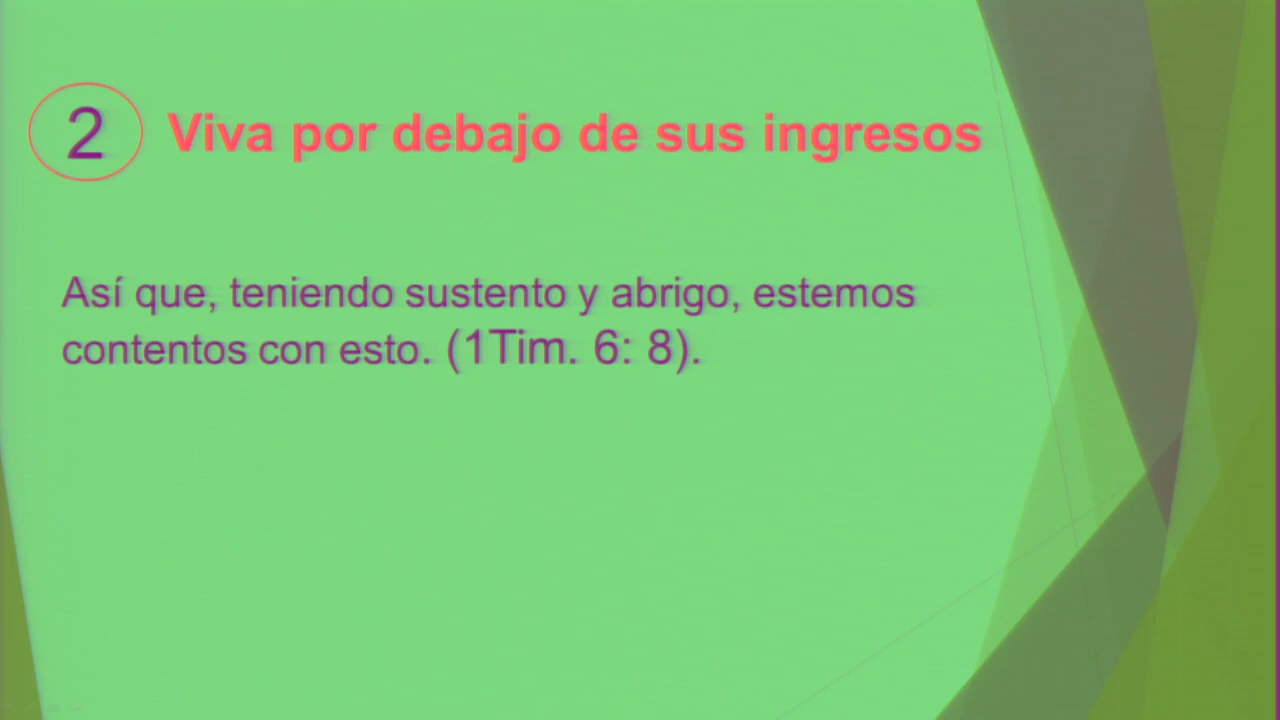 2 Viva por debajo de sus ingresos
Así que, teniendo sustento y abrigo, estemos
contentos con esto. (1Tim. 6: 8).